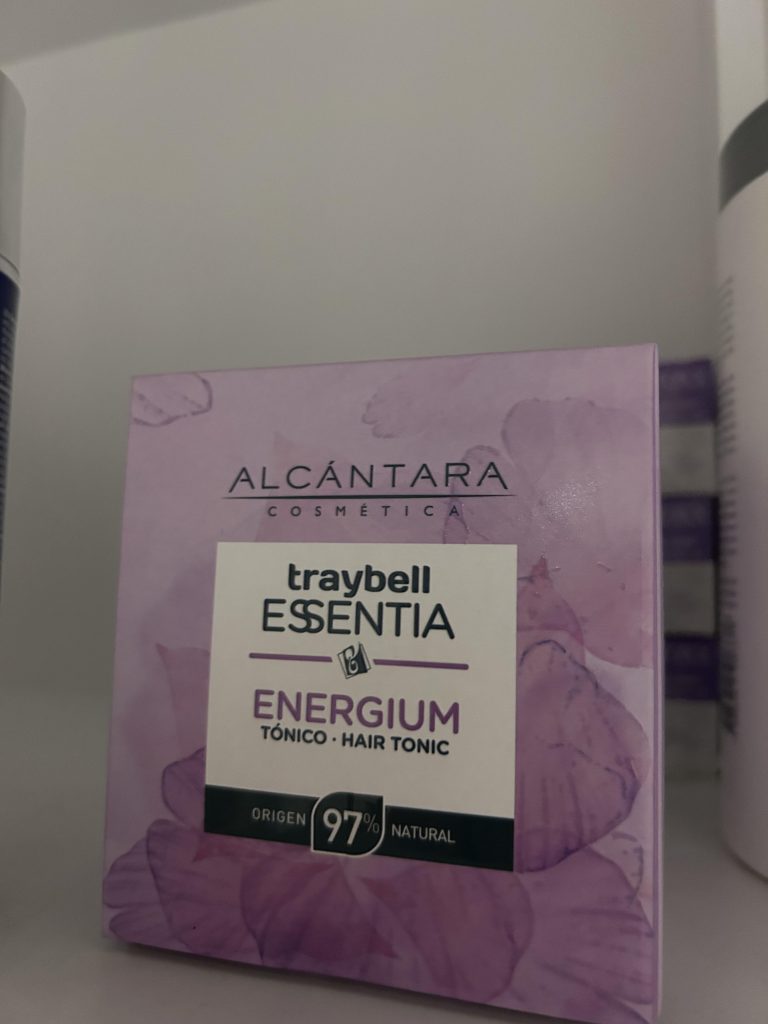 ALCÁNTARA
COSMÉTICA
traybell
ESSENTIA
ENERGIUM
TÓNICO · HAIR TONIC
ORIGEN 97% NATURAL